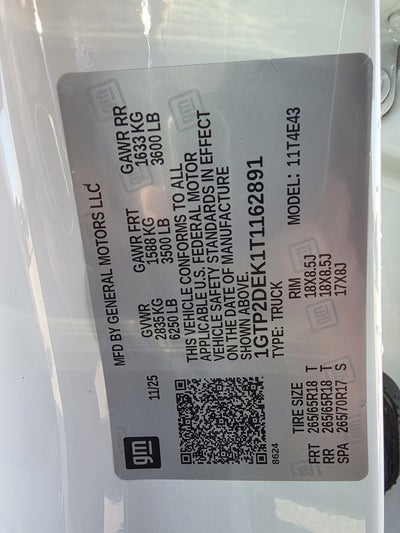 gm
MFD BY GENERAL MOTORS LLC
11/25
GVWR GAWR FRT GAWR RR
2835 KG 1588 KG 1633 KG
6250 LB 3500 LB 3600 LB
THIS VEHICLE CONFORMS TO ALL
APPLICABLE U.S. FEDERAL MOTOR
VEHICLE SAFETY STANDARDS IN EFFECT
ON THE DATE OF MANUFACTURE
SHOWN ABOVE.
1GTP2DEK1T1162891
TYPE: TRUCK MODEL: 11T4E43
8624
TIRE SIZE RIM
FRT 265/65R18 T 18X8.5J
RR 265/65R18 T 18X8.5J
SPA 265/70R17 S 17X8J